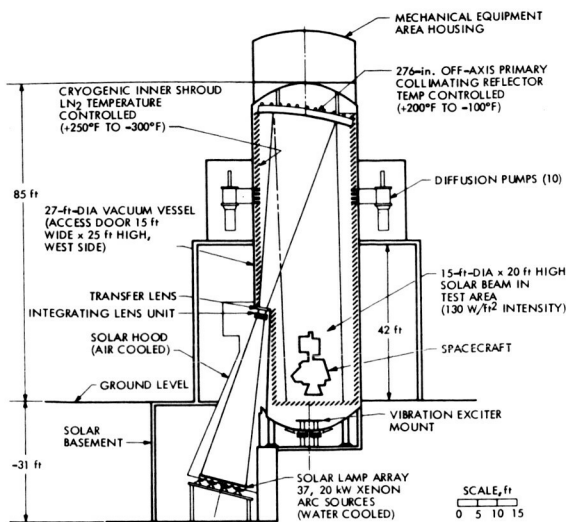 MECHANICAL EQUIPMENT
AREA HOUSING
276-in. OFF-AXIS PRIMARY
COLLIMATING REFLECTOR
TEMP CONTROLLED
(+200°F TO -100°F)
CRYOGENIC INNER SHROUD
LN2 TEMPERATURE
CONTROLLED
(+250°F TO -300°F)
85 ft
DIFFUSION PUMPS (10)
27-ft-DIA VACUUM VESSEL
(ACCESS DOOR 15 ft
WIDE x 25 ft HIGH,
WEST SIDE)
15-ft-DIA x 20 ft HIGH
SOLAR BEAM IN
TEST AREA
(130 W/ft2 INTENSITY)
42 ft
TRANSFER LENS
INTEGRATING LENS UNIT
SOLAR HOOD
(AIR COOLED)
SPACECRAFT
GROUND LEVEL
VIBRATION EXCITER
MOUNT
SOLAR
BASEMENT
-31 ft
SOLAR LAMP ARRAY
37, 20 kW XENON
ARC SOURCES
(WATER COOLED)
SCALE, ft
0 5 10 15